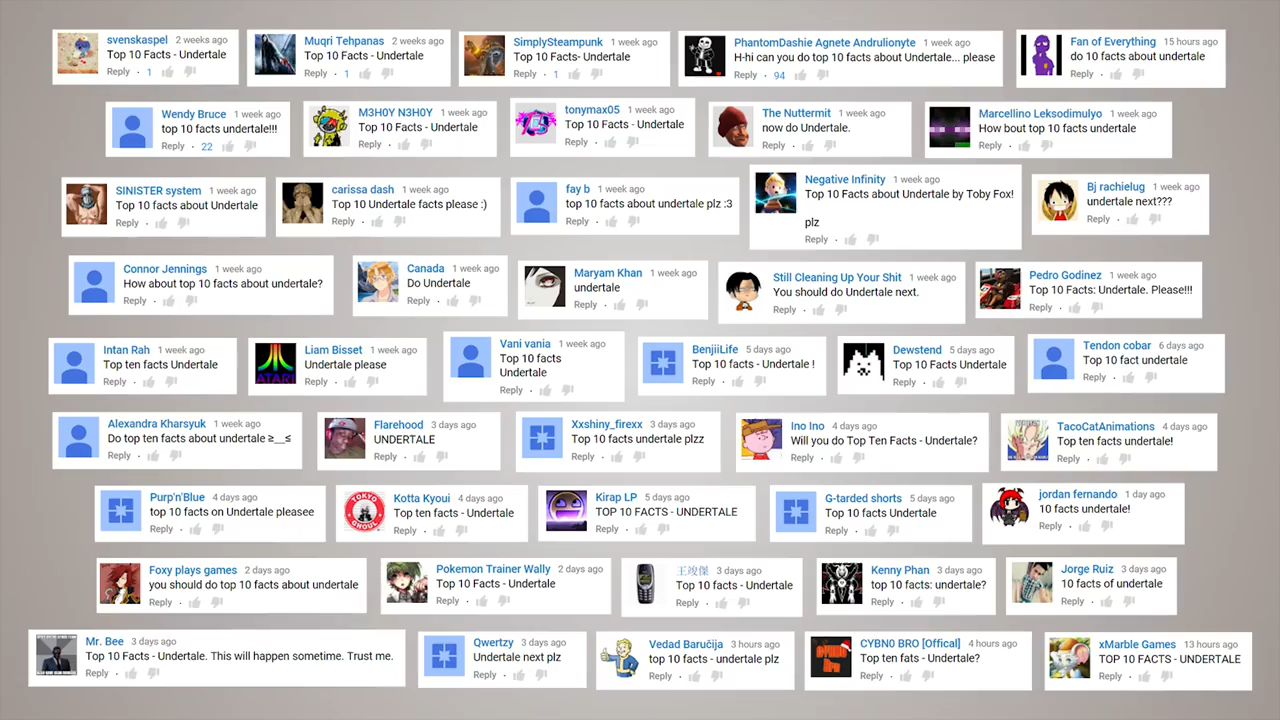 svenskaspel 2 weeks ago
Top 10 Facts - Undertale
Reply · 1
Muqri Tehpanas 2 weeks ago
Top 10 Facts - Undertale
Reply · 1
SimplySteampunk 1 week ago
Top 10 Facts- Undertale
Reply · 1
PhantomDashie Agnete Andrulionyte 1 week ago
H-hi can you do top 10 facts about Undertale... please
Reply · 94
Fan of Everything 15 hours ago
do 10 facts about undertale
Reply ·
Wendy Bruce 1 week ago
top 10 facts undertale!!!
Reply · 22
M3H0Y N3H0Y 1 week ago
Top 10 Facts - Undertale
Reply ·
tonymax05 1 week ago
Top 10 Facts - Undertale
Reply ·
The Nuttermit 1 week ago
now do Undertale.
Reply ·
Marcellino Leksodimulyo 1 week ago
How bout top 10 facts undertale
Reply ·
SINISTER system 1 week ago
Top 10 facts about Undertale
Reply ·
carissa dash 1 week ago
Top 10 Undertale facts please :)
Reply ·
fay b 1 week ago
top 10 facts about undertale plz :3
Reply ·
Negative Infinity 1 week ago
Top 10 Facts about Undertale by Toby Fox!
plz
Reply ·
Bj rachielug 1 week ago
undertale next???
Reply ·
Connor Jennings 1 week ago
How about top 10 facts about undertale?
Reply ·
Canada 1 week ago
Do Undertale
Reply ·
Maryam Khan 1 week ago
undertale
Reply ·
Still Cleaning Up Your Shit 1 week ago
You should do Undertale next.
Reply ·
Pedro Godinez 1 week ago
Top 10 Facts: Undertale. Please!!!
Reply ·
Intan Rah 1 week ago
Top ten facts Undertale
Reply ·
ATARI
Liam Bisset 1 week ago
Undertale please
Reply ·
Vani vania 1 week ago
Top 10 facts
Undertale
Reply ·
BenjiiLife 5 days ago
Top 10 facts - Undertale !
Reply ·
Dewstend 5 days ago
Top 10 Facts Undertale
Reply ·
Tendon cobar 6 days ago
Top 10 fact undertale
Reply ·
Alexandra Kharsyuk 1 week ago
Do top ten facts about undertale ≥__≤
Reply ·
Flarehood 3 days ago
UNDERTALE
Reply ·
Xxshiny_firexx 3 days ago
Top 10 facts undertale plzz
Reply ·
Ino Ino 4 days ago
Will you do Top Ten Facts - Undertale?
Reply ·
TacoCatAnimations 4 days ago
Top ten facts undertale!
Reply ·
Purp'n'Blue 4 days ago
top 10 facts on Undertale pleasee
Reply ·
TOKYO
GHOUL
Kotta Kyoui 4 days ago
Top ten facts - Undertale
Reply ·
Kirap LP 5 days ago
TOP 10 FACTS - UNDERTALE
Reply ·
G-tarded shorts 5 days ago
Top 10 facts Undertale
Reply ·
jordan fernando 1 day ago
10 facts undertale!
Reply ·
Foxy plays games 2 days ago
you should do top 10 facts about undertale
Reply ·
Pokemon Trainer Wally 2 days ago
Top 10 Facts - Undertale
Reply ·
王竣保 3 days ago
Top 10 facts - Undertale
Reply ·
Kenny Phan 3 days ago
top 10 facts: undertale?
Reply ·
Jorge Ruiz 3 days ago
10 facts of undertale
Reply ·
Mr. Bee 3 days ago
Top 10 Facts - Undertale. This will happen sometime. Trust me.
Reply ·
Qwertzy 3 days ago
Undertale next plz
Reply ·
Vedad Baručija 3 hours ago
top 10 facts - undertale plz
Reply ·
CYBN0 BRO [Offical] 4 hours ago
Top ten fats - Undertale?
Reply ·
xMarble Games 13 hours ago
TOP 10 FACTS - UNDERTALE
Reply ·